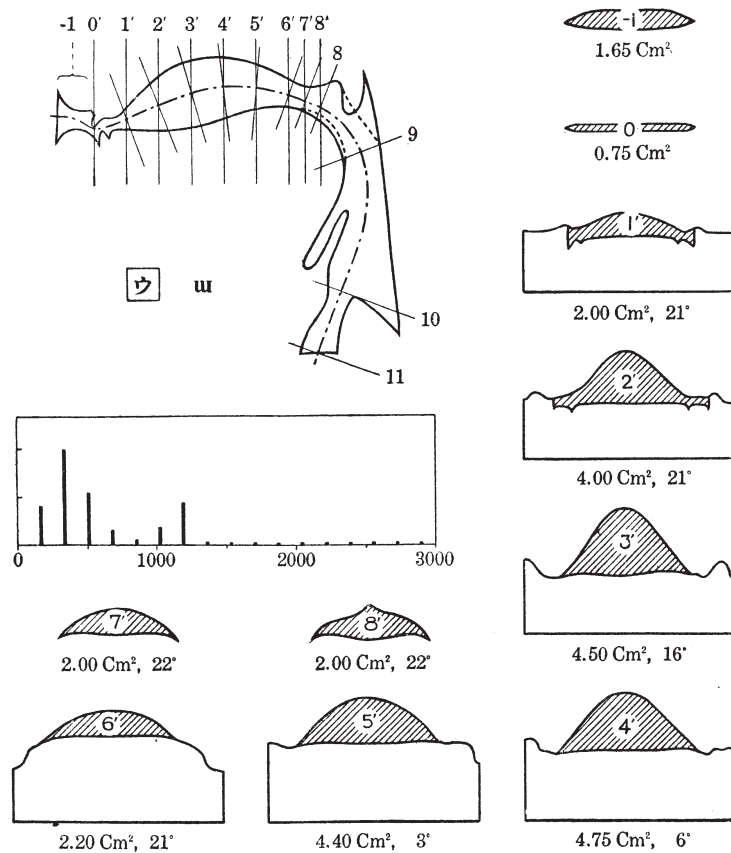 -1 0′ 1′ 2′ 3′ 4′ 5′ 6′ 7′ 8′
8
9
10
11
ウ ɯ
0 1000 2000 3000
-1
1.65 Cm²
0
0.75 Cm²
1′
2.00 Cm², 21°
2′
4.00 Cm², 21°
3′
4.50 Cm², 16°
7′
2.00 Cm², 22°
8′
2.00 Cm², 22°
6′
2.20 Cm², 21°
5′
4.40 Cm², 3°
4′
4.75 Cm², 6°